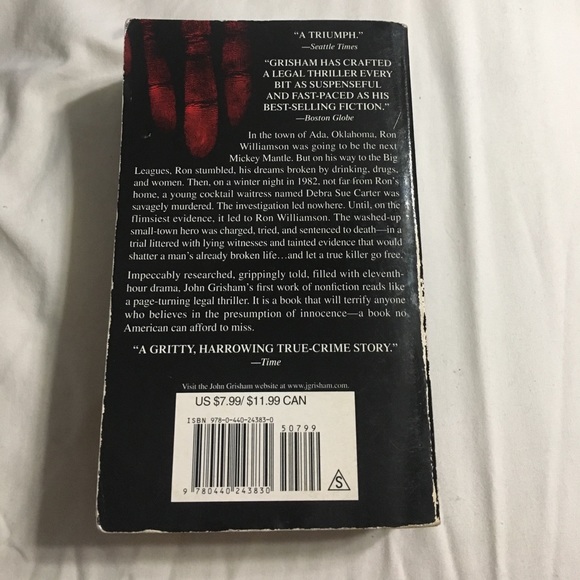 "A TRIUMPH."
—Seattle Times
"GRISHAM HAS CRAFTED
A LEGAL THRILLER EVERY
BIT AS SUSPENSEFUL
AND FAST-PACED AS HIS
BEST-SELLING FICTION."
—Boston Globe
In the town of Ada, Oklahoma, Ron
Williamson was going to be the next
Mickey Mantle. But on his way to the Big
Leagues, Ron stumbled, his dreams broken by drinking, drugs,
and women. Then, on a winter night in 1982, not far from Ron's
home, a young cocktail waitress named Debra Sue Carter was
savagely murdered. The investigation led nowhere. Until, on the
flimsiest evidence, it led to Ron Williamson. The washed-up
small-town hero was charged, tried, and sentenced to death—in a
trial littered with lying witnesses and tainted evidence that would
shatter a man's already broken life...and let a true killer go free.
Impeccably researched, grippingly told, filled with eleventh-
hour drama, John Grisham's first work of nonfiction reads like
a page-turning legal thriller. It is a book that will terrify anyone
who believes in the presumption of innocence—a book no
American can afford to miss.
"A GRITTY, HARROWING TRUE-CRIME STORY."
—Time
Visit the John Grisham website at www.jgrisham.com.
US $7.99/ $11.99 CAN
ISBN 978-0-440-24383-0
50799
9 780440 243830
S